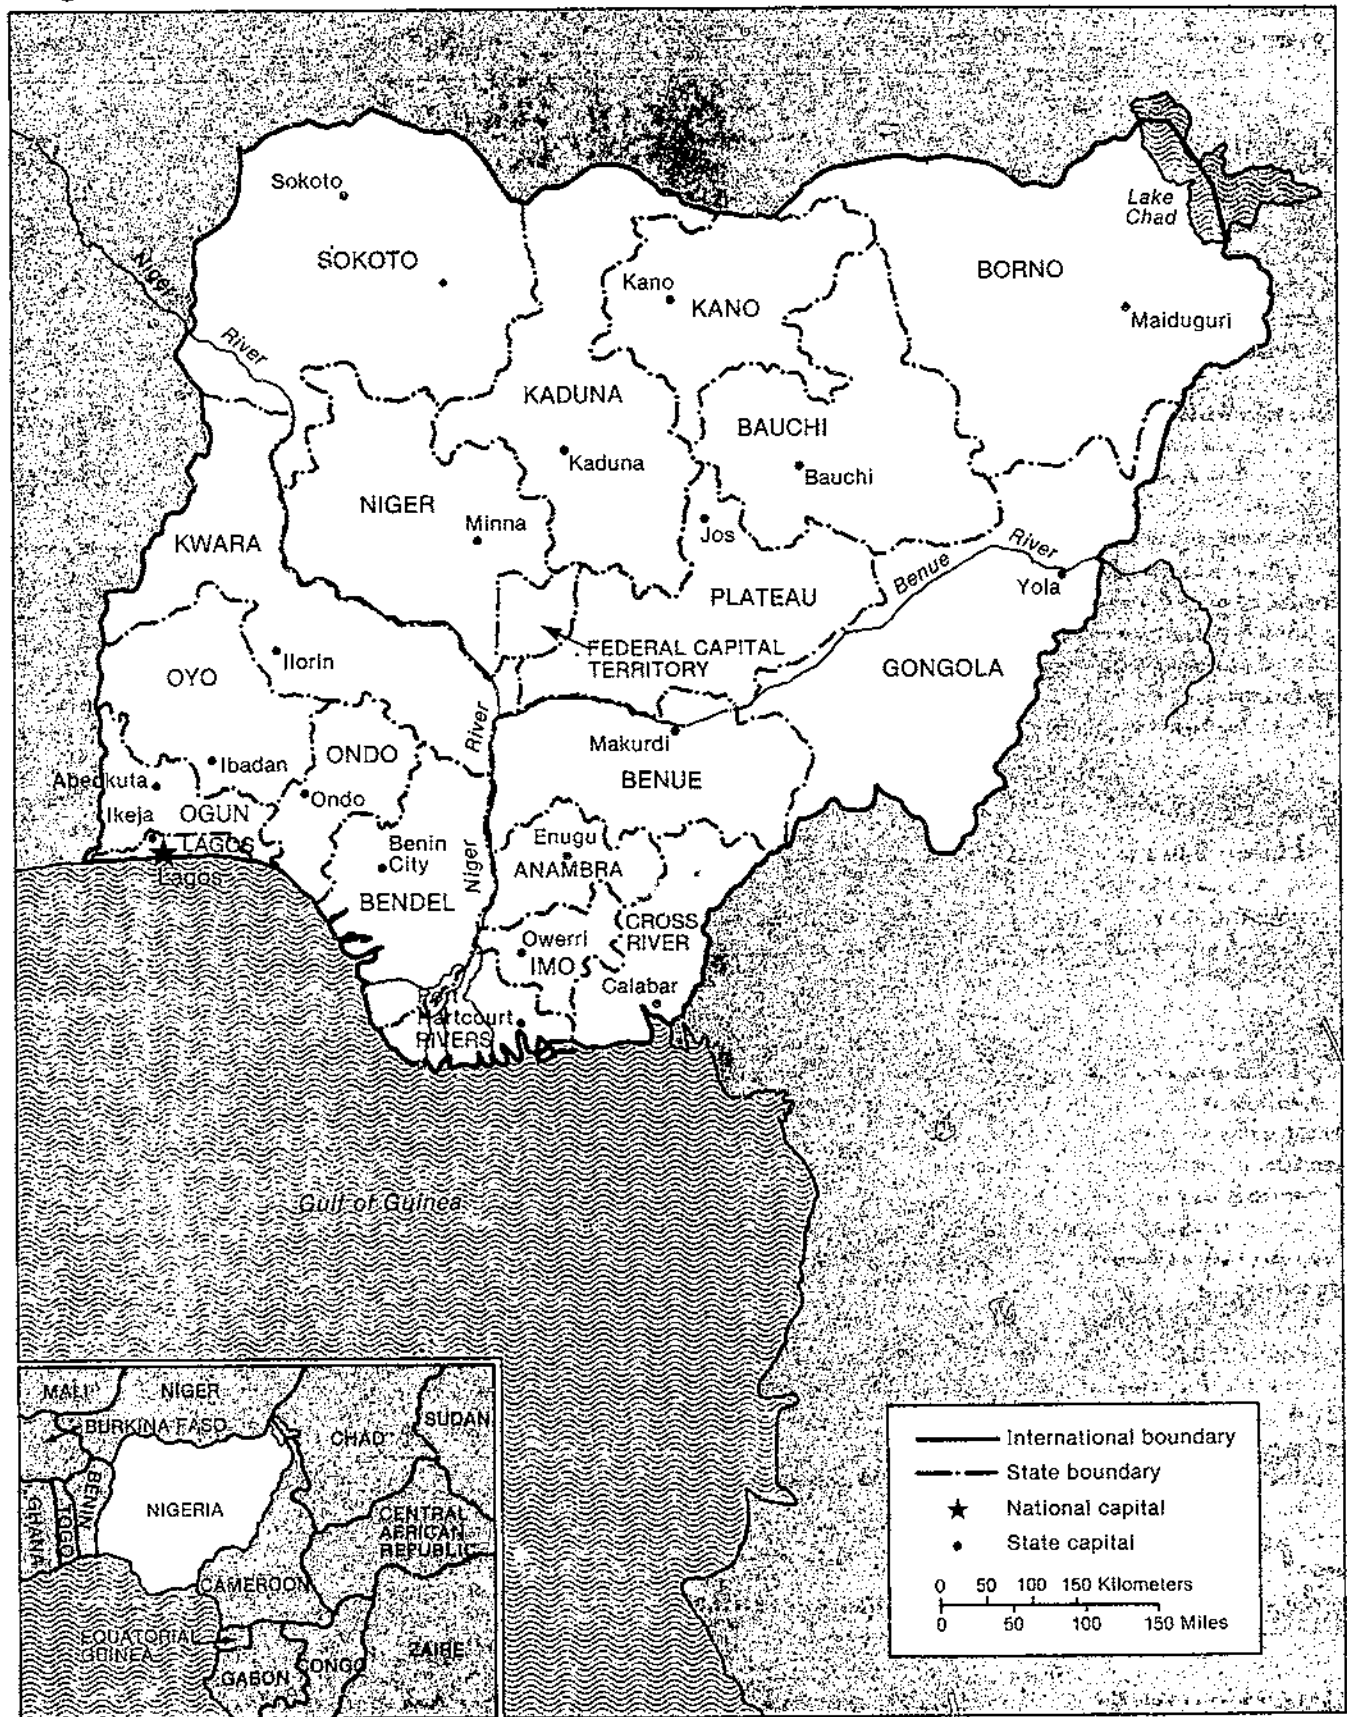 Sokoto
SOKOTO
Niger
River
Kano
KANO
BORNO
Lake
Chad
Maiduguri
KADUNA
Kaduna
BAUCHI
Bauchi
NIGER
Minna
KWARA
Jos
PLATEAU
Benue
River
Yola
FEDERAL CAPITAL
TERRITORY
GONGOLA
OYO
Ilorin
River
Makurdi
BENUE
ONDO
Ibadan
Abeokuta
Ondo
Ikeja
OGUN
LAGOS
Lagos
Benin
City
BENDEL
Niger
Enugu
ANAMBRA
CROSS
RIVER
Owerri
IMO
Calabar
Port
Hartcourt
RIVERS
Gulf of Guinea
MALI
NIGER
BURKINA FASO
CHAD
SUDAN
BENIN
NIGERIA
GHANA
TOGO
CENTRAL
AFRICAN
REPUBLIC
CAMEROON
EQUATORIAL
GUINEA
GABON
CONGO
ZAIRE
International boundary
State boundary
National capital
State capital
0 50 100 150 Kilometers
0 50 100 150 Miles